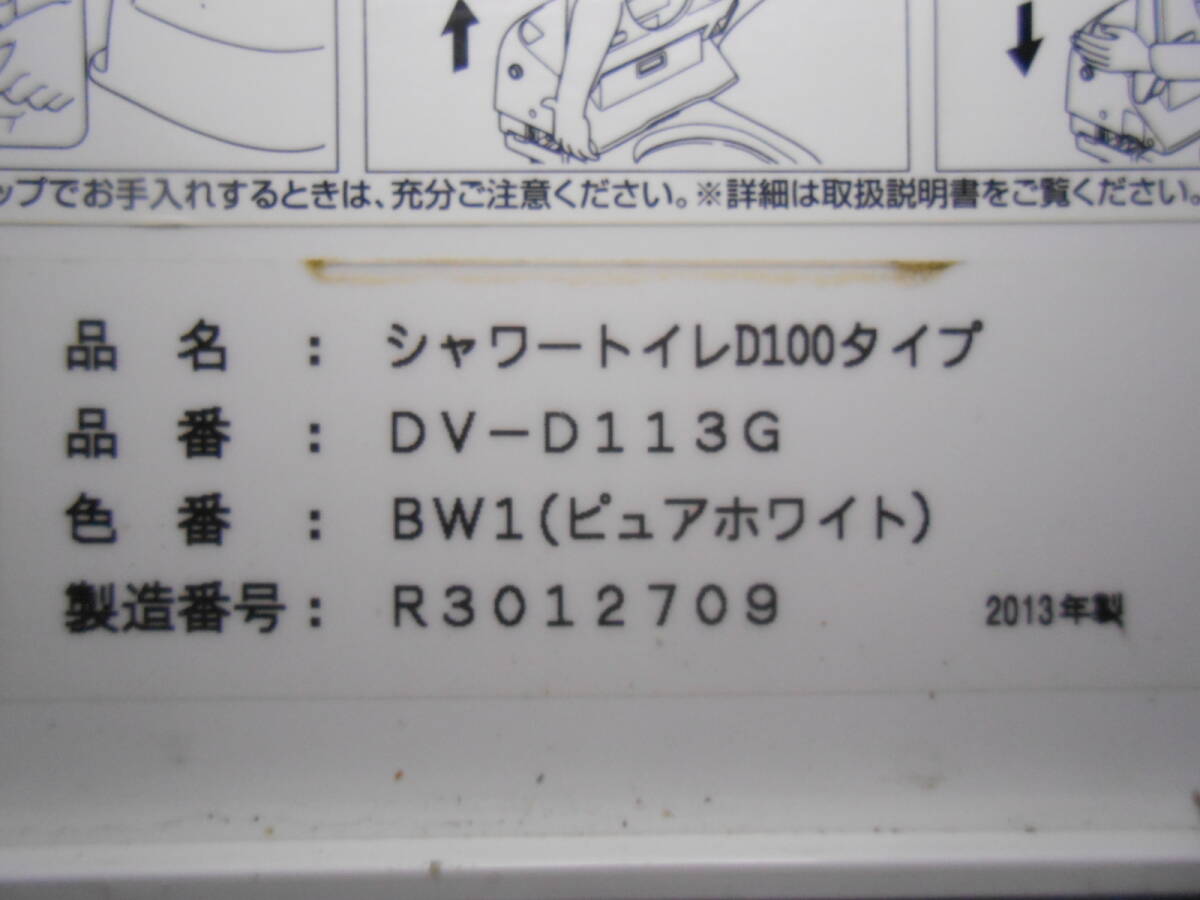 ップでお手入れするときは、充分ご注意ください。※詳細は取扱説明書をご覧ください。
品 名 : シャワートイレD100タイプ
品 番 : DV-D113G
色 番 : BW1(ピュアホワイト)
製造番号: R3012709 2013年製